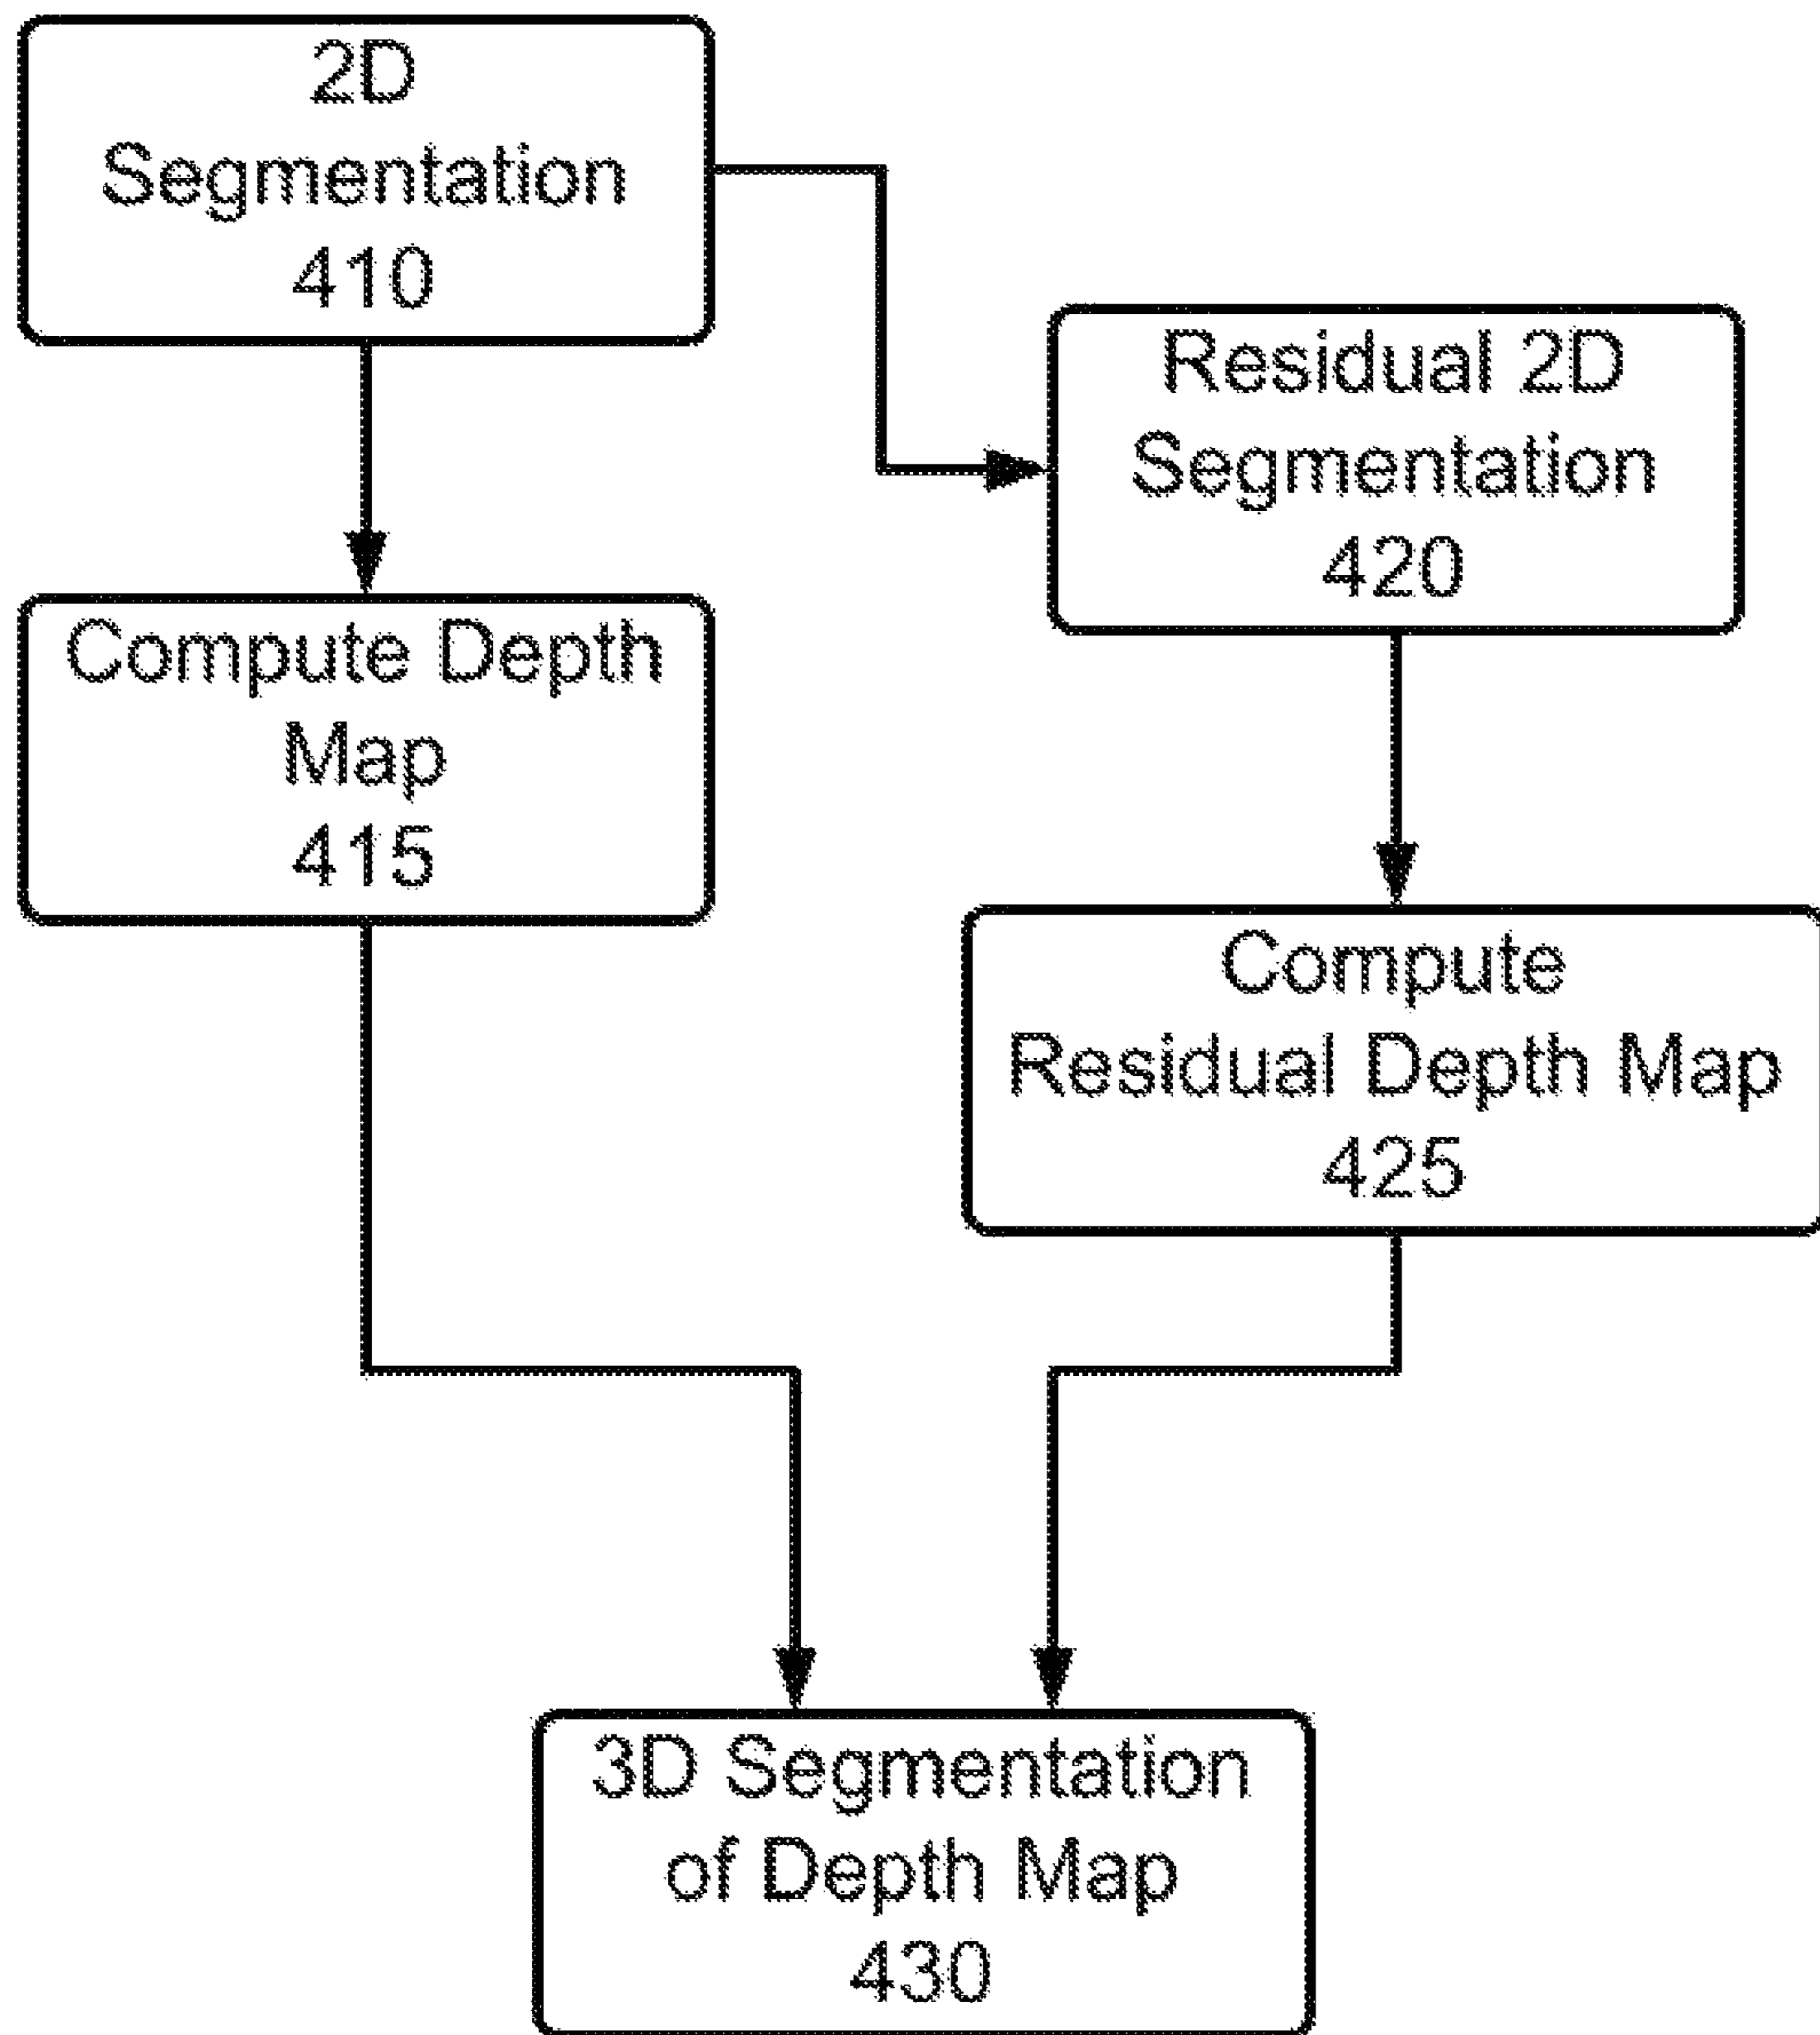 2D
Segmentation
410
Residual 2D
Segmentation
420
Compute Depth
Map
415
Compute
Residual Depth Map
425
3D Segmentation
of Depth Map
430